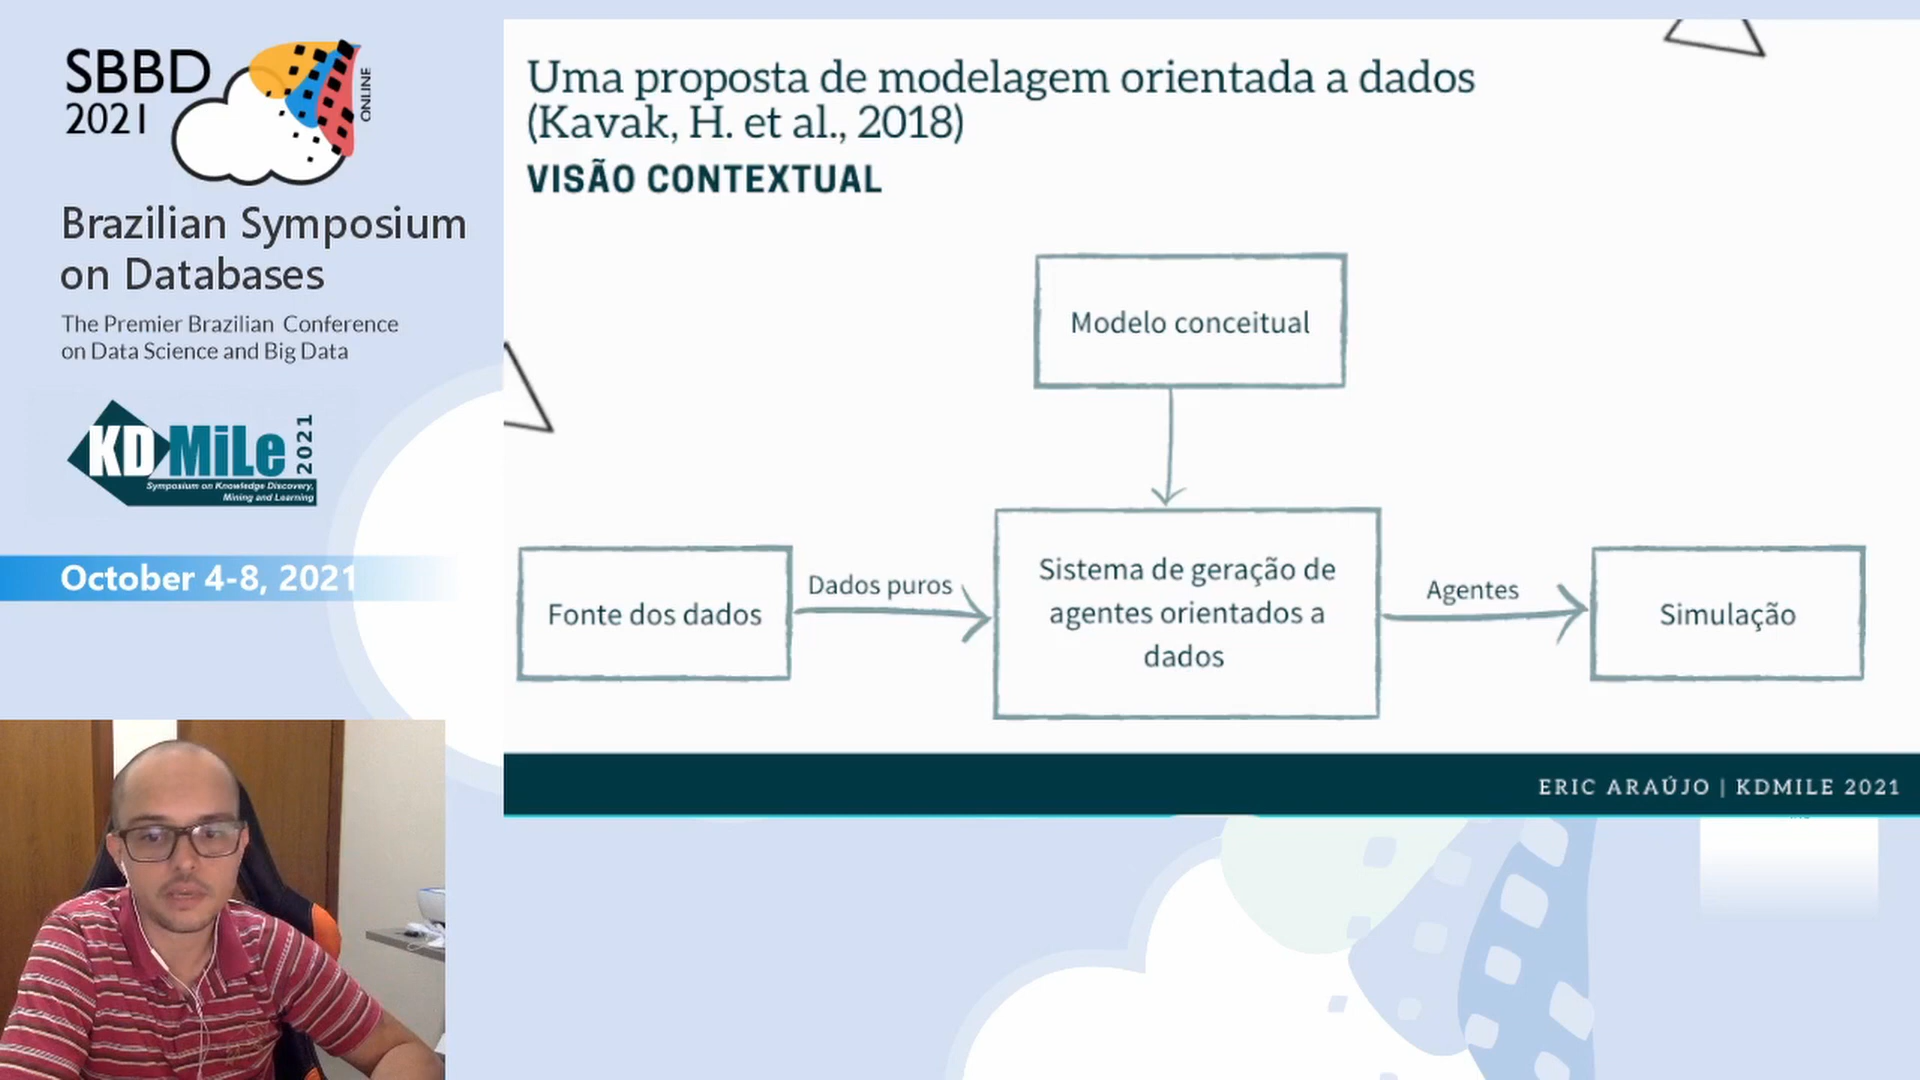 SBBD
2021
ONLINE
Brazilian Symposium
on Databases
The Premier Brazilian Conference
on Data Science and Big Data
KDMiLe
2021
Symposium on Knowledge Discovery,
Mining and Learning
October 4-8, 2021
Uma proposta de modelagem orientada a dados
(Kavak, H. et al., 2018)
VISÃO CONTEXTUAL
Modelo conceitual
Fonte dos dados
Dados puros
Sistema de geração de
agentes orientados a
dados
Agentes
Simulação
ERIC ARAÚJO | KDMILE 2021